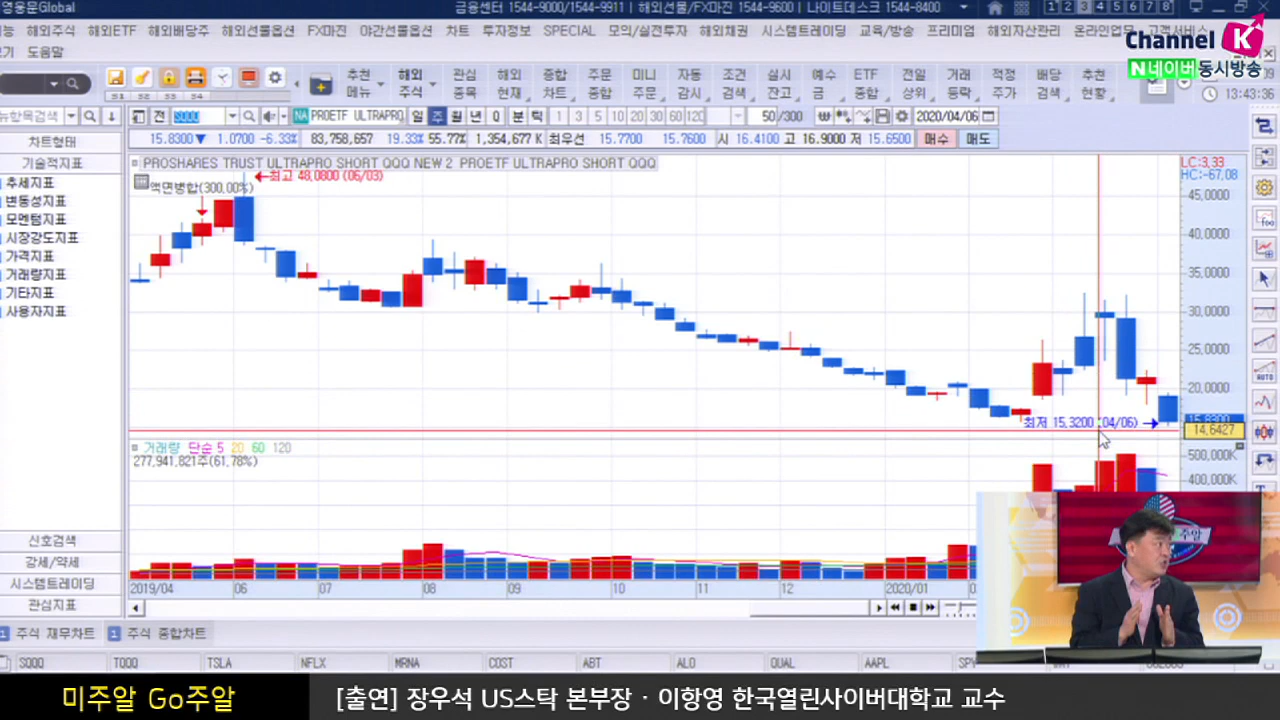 영웅문Global
금융센터 1544-9000/1544-9911 | 해외선물/FX마진 1544-9600 | 나이트데스크 1544-8400
1 2 3 4 5 6 7 8
해외주식 해외ETF 해외배당주 해외선물옵션 FX마진 야간선물옵션 차트 투자정보 SPECIAL 모의/실전투자 해외채권 시스템트레이딩 교육/방송 프리미엄 해외자산관리 온라인업무
도움말
Channel K
N네이버동시방송
추천메뉴 해외주식 관심종목 해외현재 종합차트 주문종합 미니주문 자동감시 조건검색 실시잔고 예수금 ETF종합 전일상위 거래등락 적정주가 배당검색 추천현황
S1 S2 S3 S4
13:43:36
전 SQQQ NA PROETF ULTRAPRO 일 주 월 년 분 틱 1 3 5 10 20 30 60 120 50 /300 2020/04/06
15.8300▼ 1.0700 -6.33% 83,758,657 19.33% 55.77% 1,354,677 K 최우선 15.7700 15.7600 시 16.4100 고 16.9000 저 15.6500 매수 매도
차트형태
기술적지표
추세지표
변동성지표
모멘텀지표
시장강도지표
가격지표
거래량지표
기타지표
사용자지표
신호검색
강세/약세
시스템트레이딩
관심지표
PROSHARES TRUST ULTRAPRO SHORT QQQ NEW 2 PROETF ULTRAPRO SHORT QQQ
액면병합(300.00%)
최고 48.0800 (06/03)
LC:3.33
HC:-67.08
45.0000
40.0000
35.0000
30.0000
25.0000
20.0000
15.8300
14.6427
최저 15.3200 (04/06)
거래량 단순 5 20 60 120
277,941,821주(61.78%)
500,000K
400,000K
2019/04 06 07 08 09 10 11 12 2020/01
1 주식 재무차트 1 주식 종합차트
SQQQ TQQQ TSLA NFLX MRNA COST ABT ALO QUAL AAPL
미주알 Go주알
[출연] 장우석 US스탁 본부장 · 이항영 한국열린사이버대학교 교수